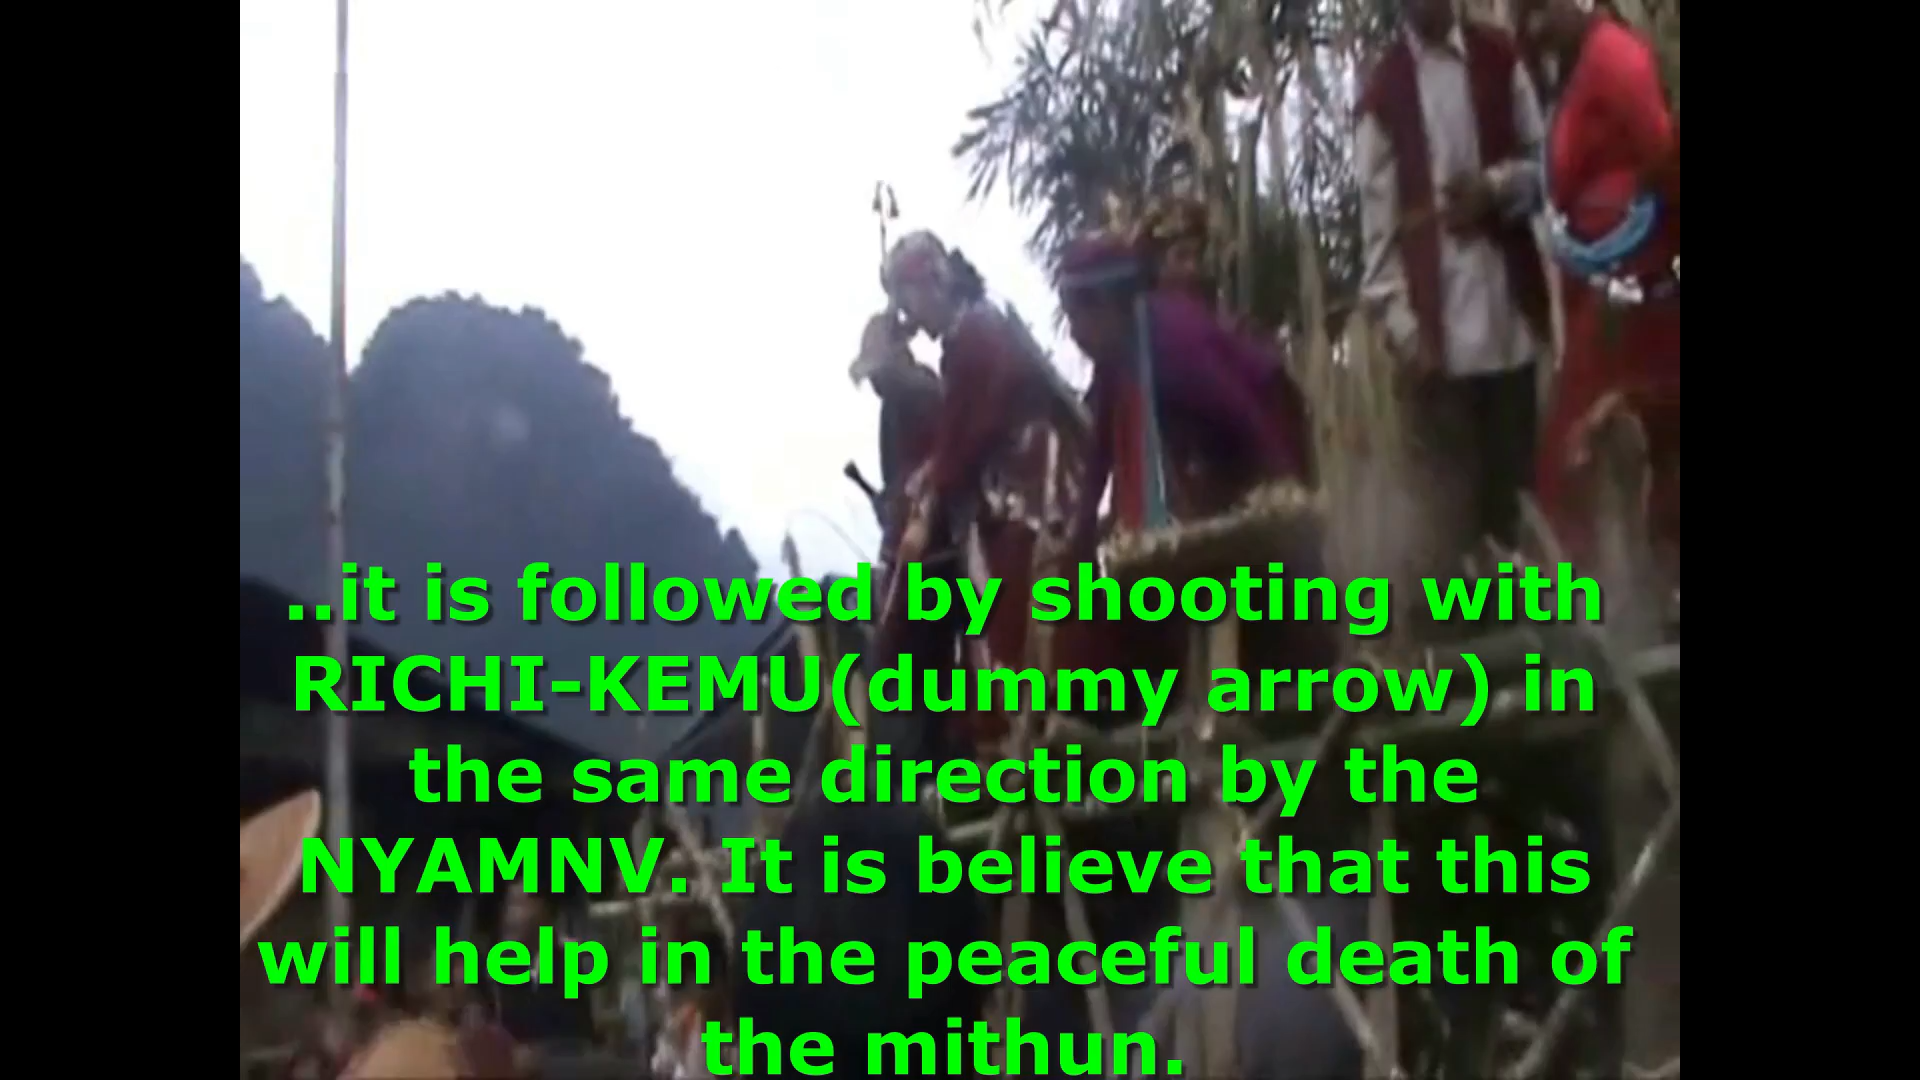 ..it is followed by shooting with
RICHI-KEMU(dummy arrow) in
the same direction by the
NYAMNV. It is believe that this
will help in the peaceful death of
the mithun.